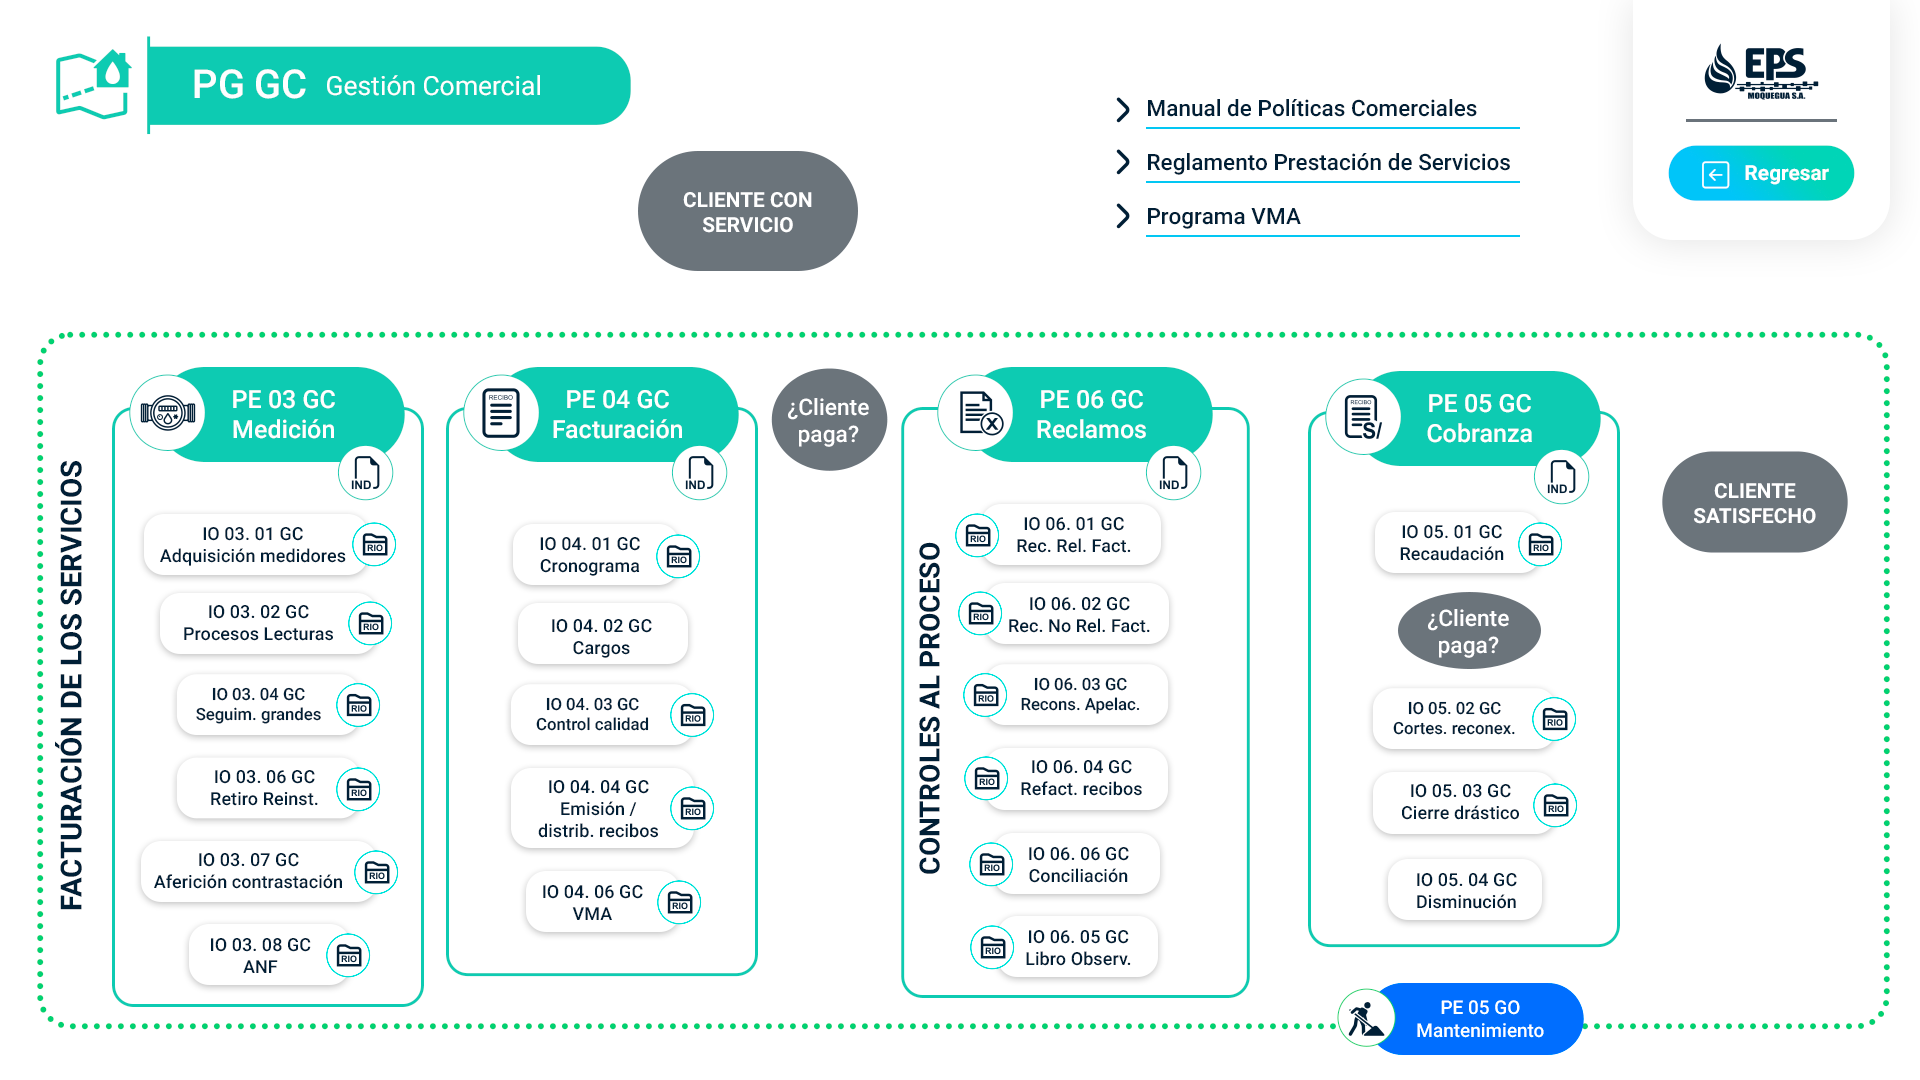 PG GC Gestión Comercial
CLIENTE CON
SERVICIO
Manual de Políticas Comerciales
Reglamento Prestación de Servicios
Programa VMA
EPS
MOQUEGUA S.A.
Regresar
FACTURACIÓN DE LOS SERVICIOS
PE 03 GC
Medición
IND
IO 03. 01 GC
Adquisición medidores
RIO
IO 03. 02 GC
Procesos Lecturas
RIO
IO 03. 04 GC
Seguim. grandes
RIO
IO 03. 06 GC
Retiro Reinst.
RIO
IO 03. 07 GC
Aferición contrastación
RIO
IO 03. 08 GC
ANF
RIO
RECIBO
PE 04 GC
Facturación
IND
IO 04. 01 GC
Cronograma
RIO
IO 04. 02 GC
Cargos
IO 04. 03 GC
Control calidad
RIO
IO 04. 04 GC
Emisión /
distrib. recibos
RIO
IO 04. 06 GC
VMA
RIO
¿Cliente
paga?
CONTROLES AL PROCESO
X
PE 06 GC
Reclamos
IND
RIO
IO 06. 01 GC
Rec. Rel. Fact.
RIO
IO 06. 02 GC
Rec. No Rel. Fact.
RIO
IO 06. 03 GC
Recons. Apelac.
RIO
IO 06. 04 GC
Refact. recibos
RIO
IO 06. 06 GC
Conciliación
RIO
IO 06. 05 GC
Libro Observ.
RECIBO
S/
PE 05 GC
Cobranza
IND
IO 05. 01 GC
Recaudación
RIO
¿Cliente
paga?
IO 05. 02 GC
Cortes. reconex.
RIO
IO 05. 03 GC
Cierre drástico
RIO
IO 05. 04 GC
Disminución
CLIENTE
SATISFECHO
PE 05 GO
Mantenimiento